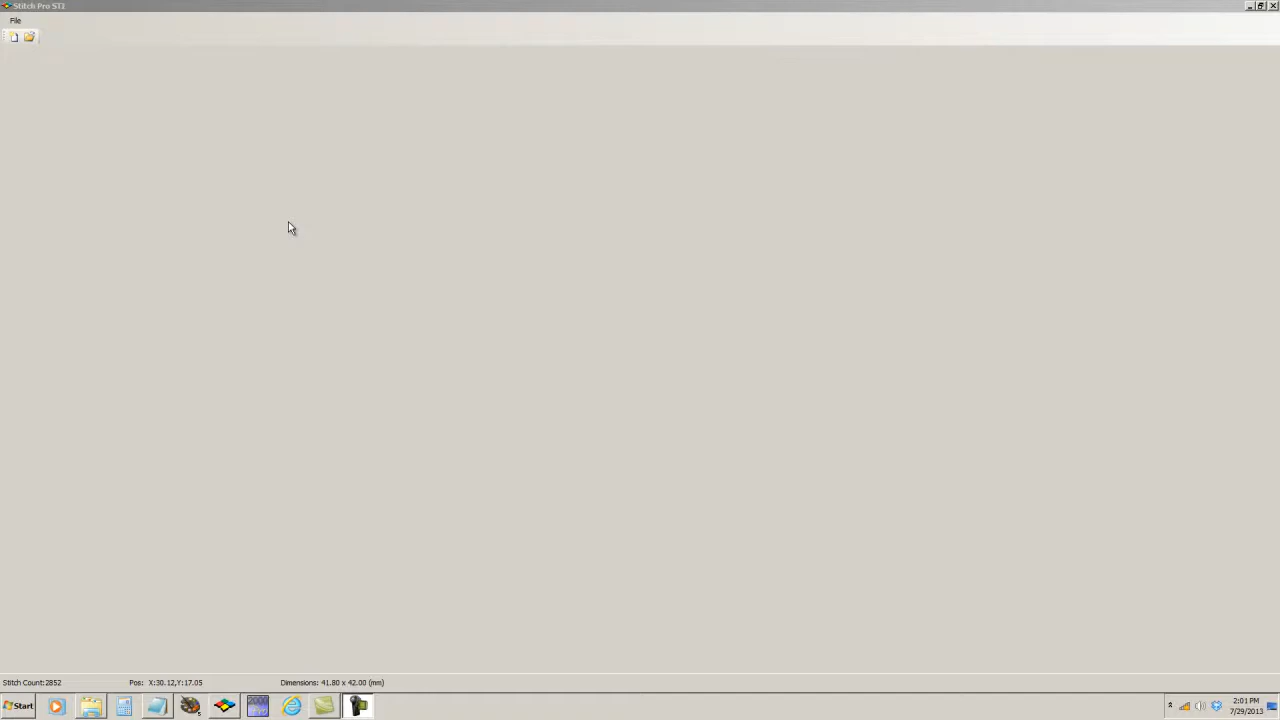 Stitch Pro ST2
File
Stitch Count:2852 Pos: X:30.12,Y:17.05 Dimensions: 41.80 x 42.00 (mm)
Start
2:01 PM
7/29/2013